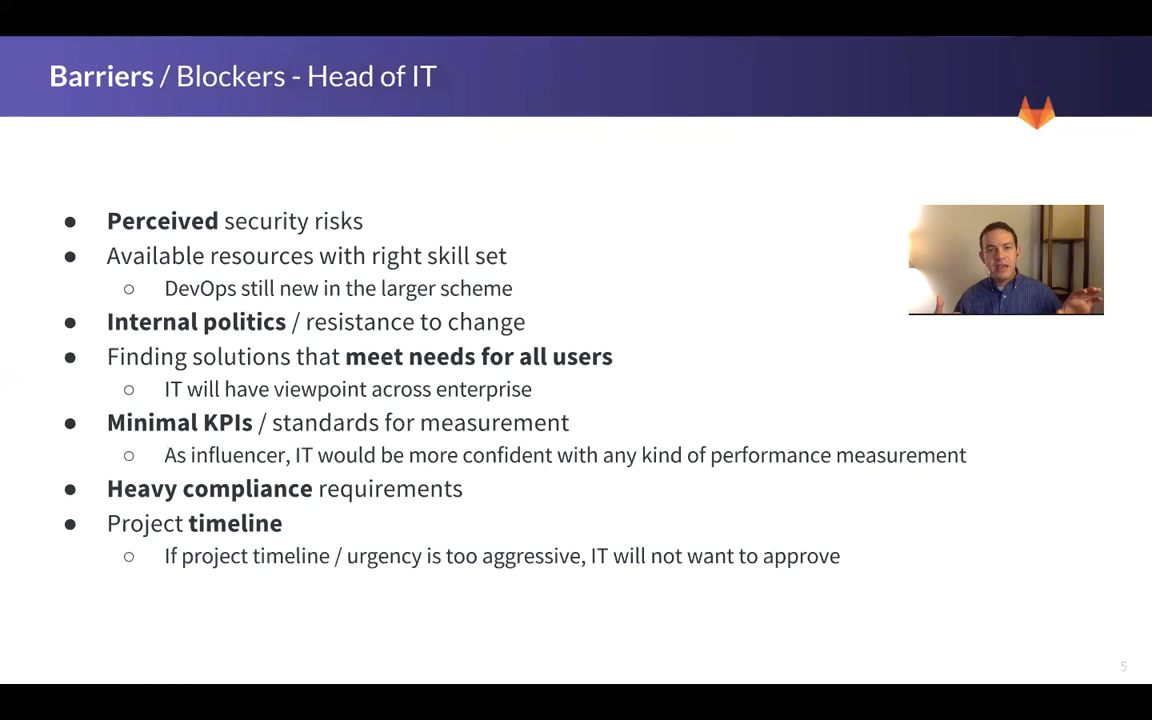 Barriers / Blockers - Head of IT
● Perceived security risks
● Available resources with right skill set
○ DevOps still new in the larger scheme
● Internal politics / resistance to change
● Finding solutions that meet needs for all users
○ IT will have viewpoint across enterprise
● Minimal KPIs / standards for measurement
○ As influencer, IT would be more confident with any kind of performance measurement
● Heavy compliance requirements
● Project timeline
○ If project timeline / urgency is too aggressive, IT will not want to approve
5